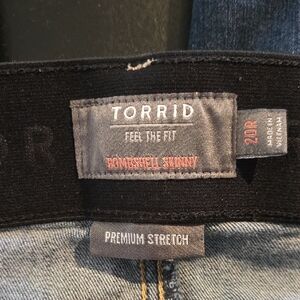 TORRID
FEEL THE FIT
BOMBSHELL SKINNY
20R
MADE IN
VIETNAM
PREMIUM STRETCH